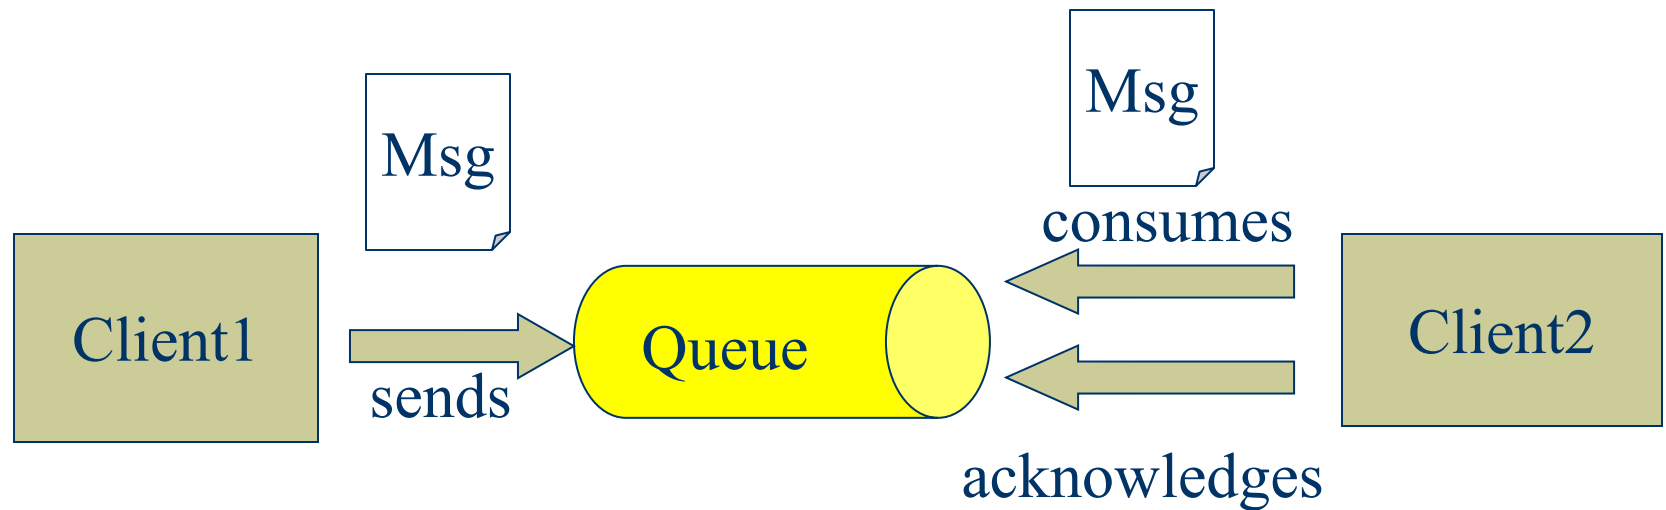 Msg
Msg
consumes
Client1
Queue
Client2
sends
acknowledges